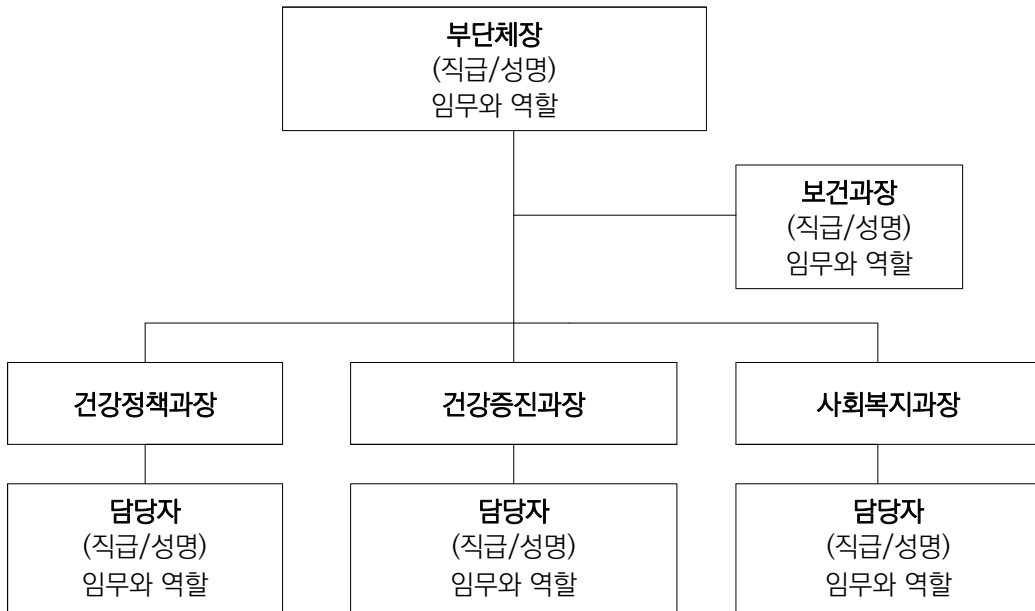 부단체장
(직급/성명)
임무와 역할
보건과장
(직급/성명)
임무와 역할
건강정책과장
건강증진과장
사회복지과장
담당자
(직급/성명)
임무와 역할
담당자
(직급/성명)
임무와 역할
담당자
(직급/성명)
임무와 역할